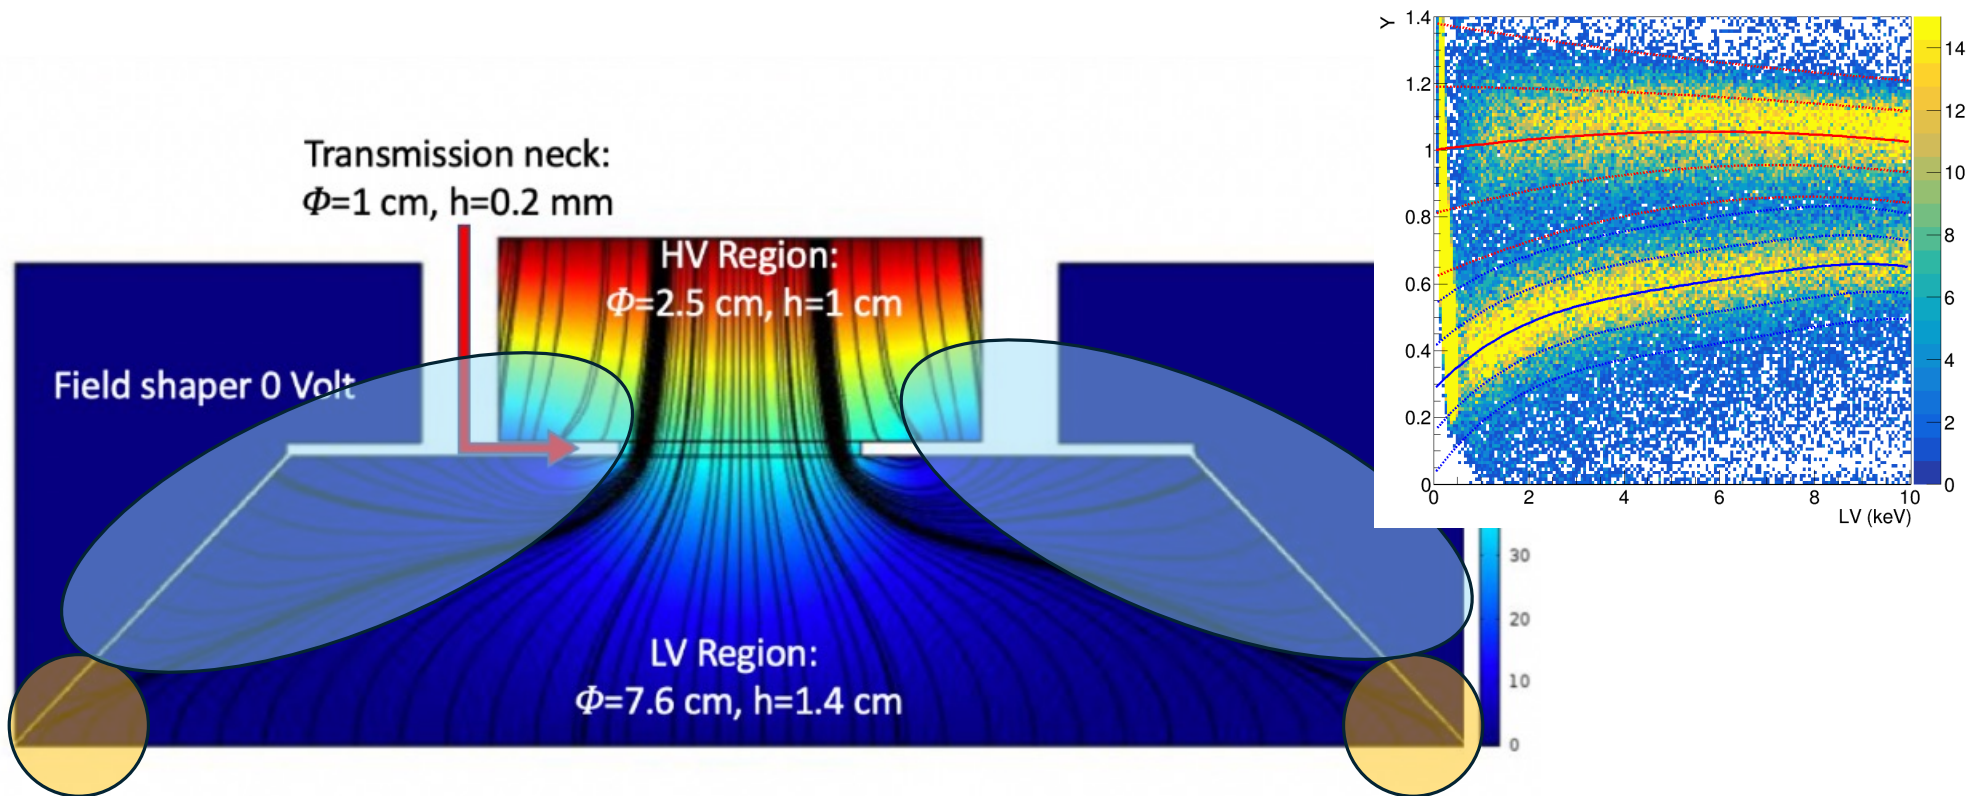 Transmission neck:
Φ=1 cm, h=0.2 mm
HV Region:
Φ=2.5 cm, h=1 cm
Field shaper 0 Volt
LV Region:
Φ=7.6 cm, h=1.4 cm
30
20
10
0
Y
1.4
1.2
1
0.8
0.6
0.4
0.2
0
0 2 4 6 8 10
LV (keV)
14
12
10
8
6
4
2
0